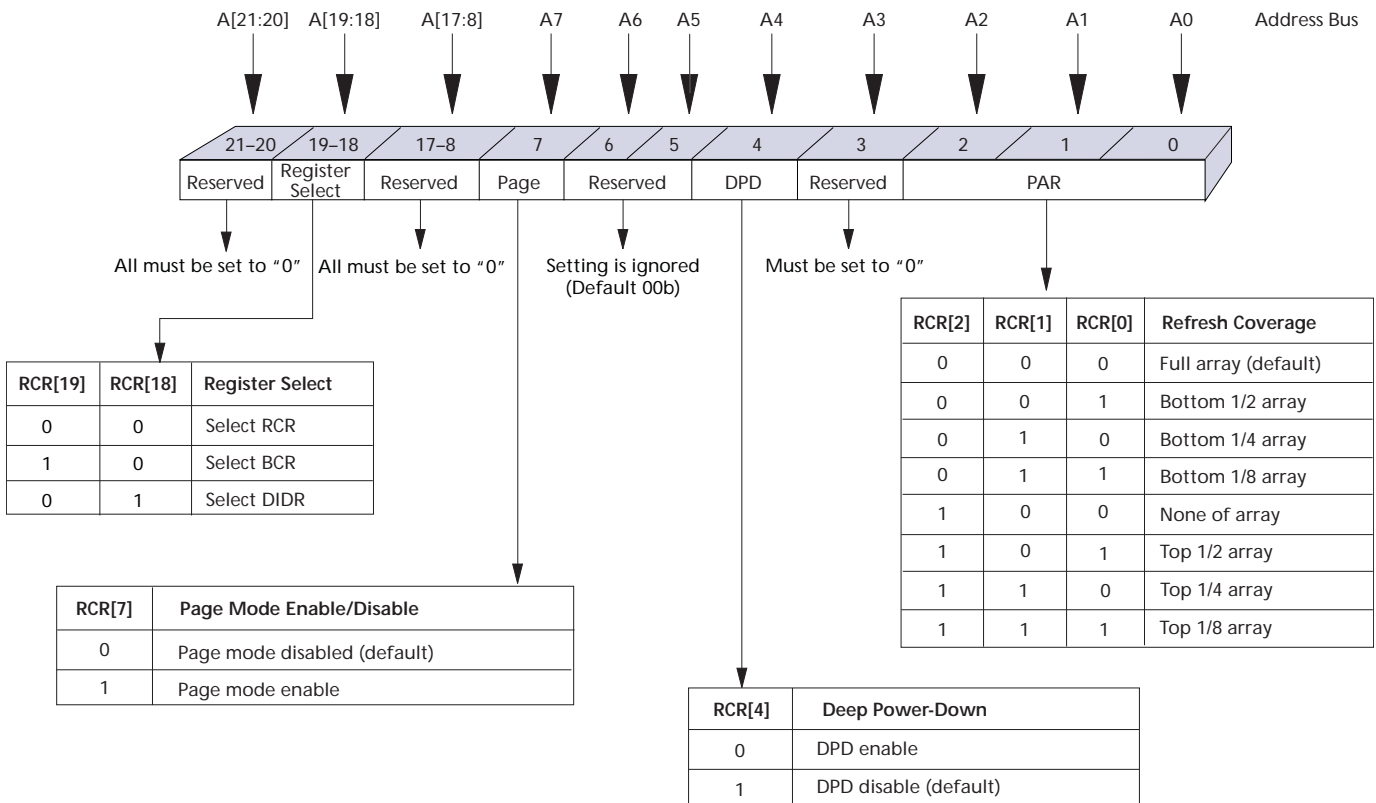 A[21:20] A[19:18] A[17:8] A7 A6 A5 A4 A3 A2 A1 A0 Address Bus
21–20 19–18 17–8 7 6 5 4 3 2 1 0
Reserved Register Select Reserved Page Reserved DPD Reserved PAR
All must be set to "0" All must be set to "0" Setting is ignored (Default 00b) Must be set to "0"
RCR[19] RCR[18] Register Select
0 0 Select RCR
1 0 Select BCR
0 1 Select DIDR
RCR[2] RCR[1] RCR[0] Refresh Coverage
0 0 0 Full array (default)
0 0 1 Bottom 1/2 array
0 1 0 Bottom 1/4 array
0 1 1 Bottom 1/8 array
1 0 0 None of array
1 0 1 Top 1/2 array
1 1 0 Top 1/4 array
1 1 1 Top 1/8 array
RCR[7] Page Mode Enable/Disable
0 Page mode disabled (default)
1 Page mode enable
RCR[4] Deep Power-Down
0 DPD enable
1 DPD disable (default)